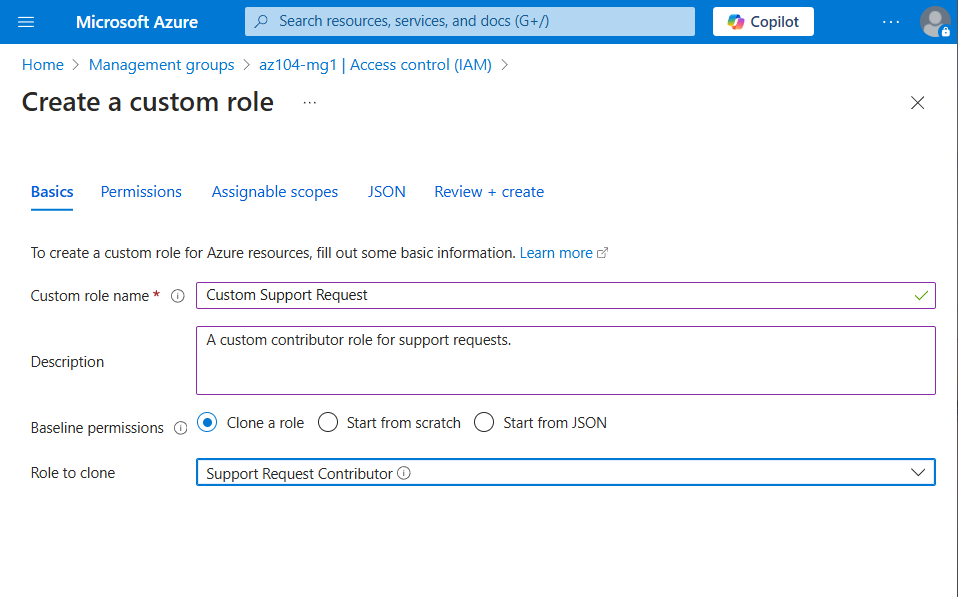 Microsoft Azure Search resources, services, and docs (G+/) Copilot ...
Home > Management groups > az104-mg1 | Access control (IAM) >
Create a custom role ...
Basics Permissions Assignable scopes JSON Review + create
To create a custom role for Azure resources, fill out some basic information. Learn more
Custom role name * Custom Support Request
A custom contributor role for support requests.
Description
Baseline permissions Clone a role Start from scratch Start from JSON
Role to clone Support Request Contributor